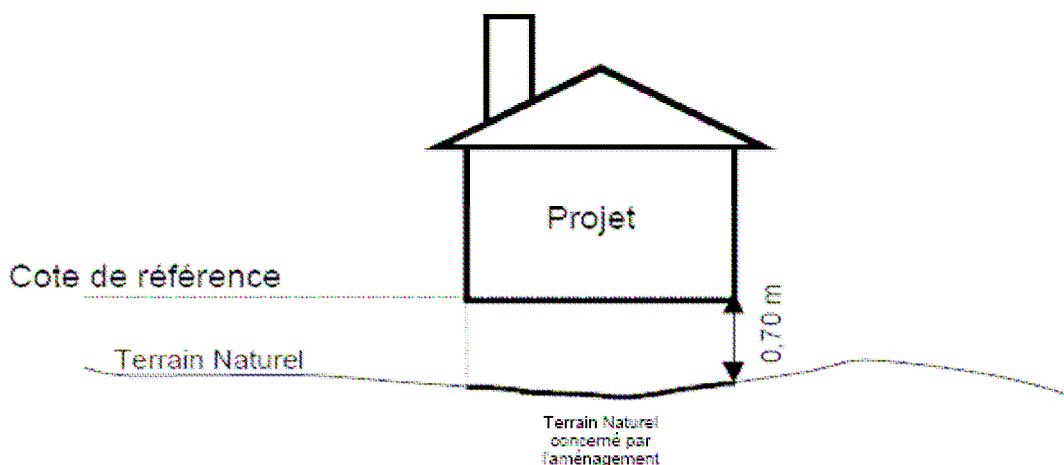 Projet
Cote de référence
0,70 m
Terrain Naturel
Terrain Naturel
concerné par
l'aménagement